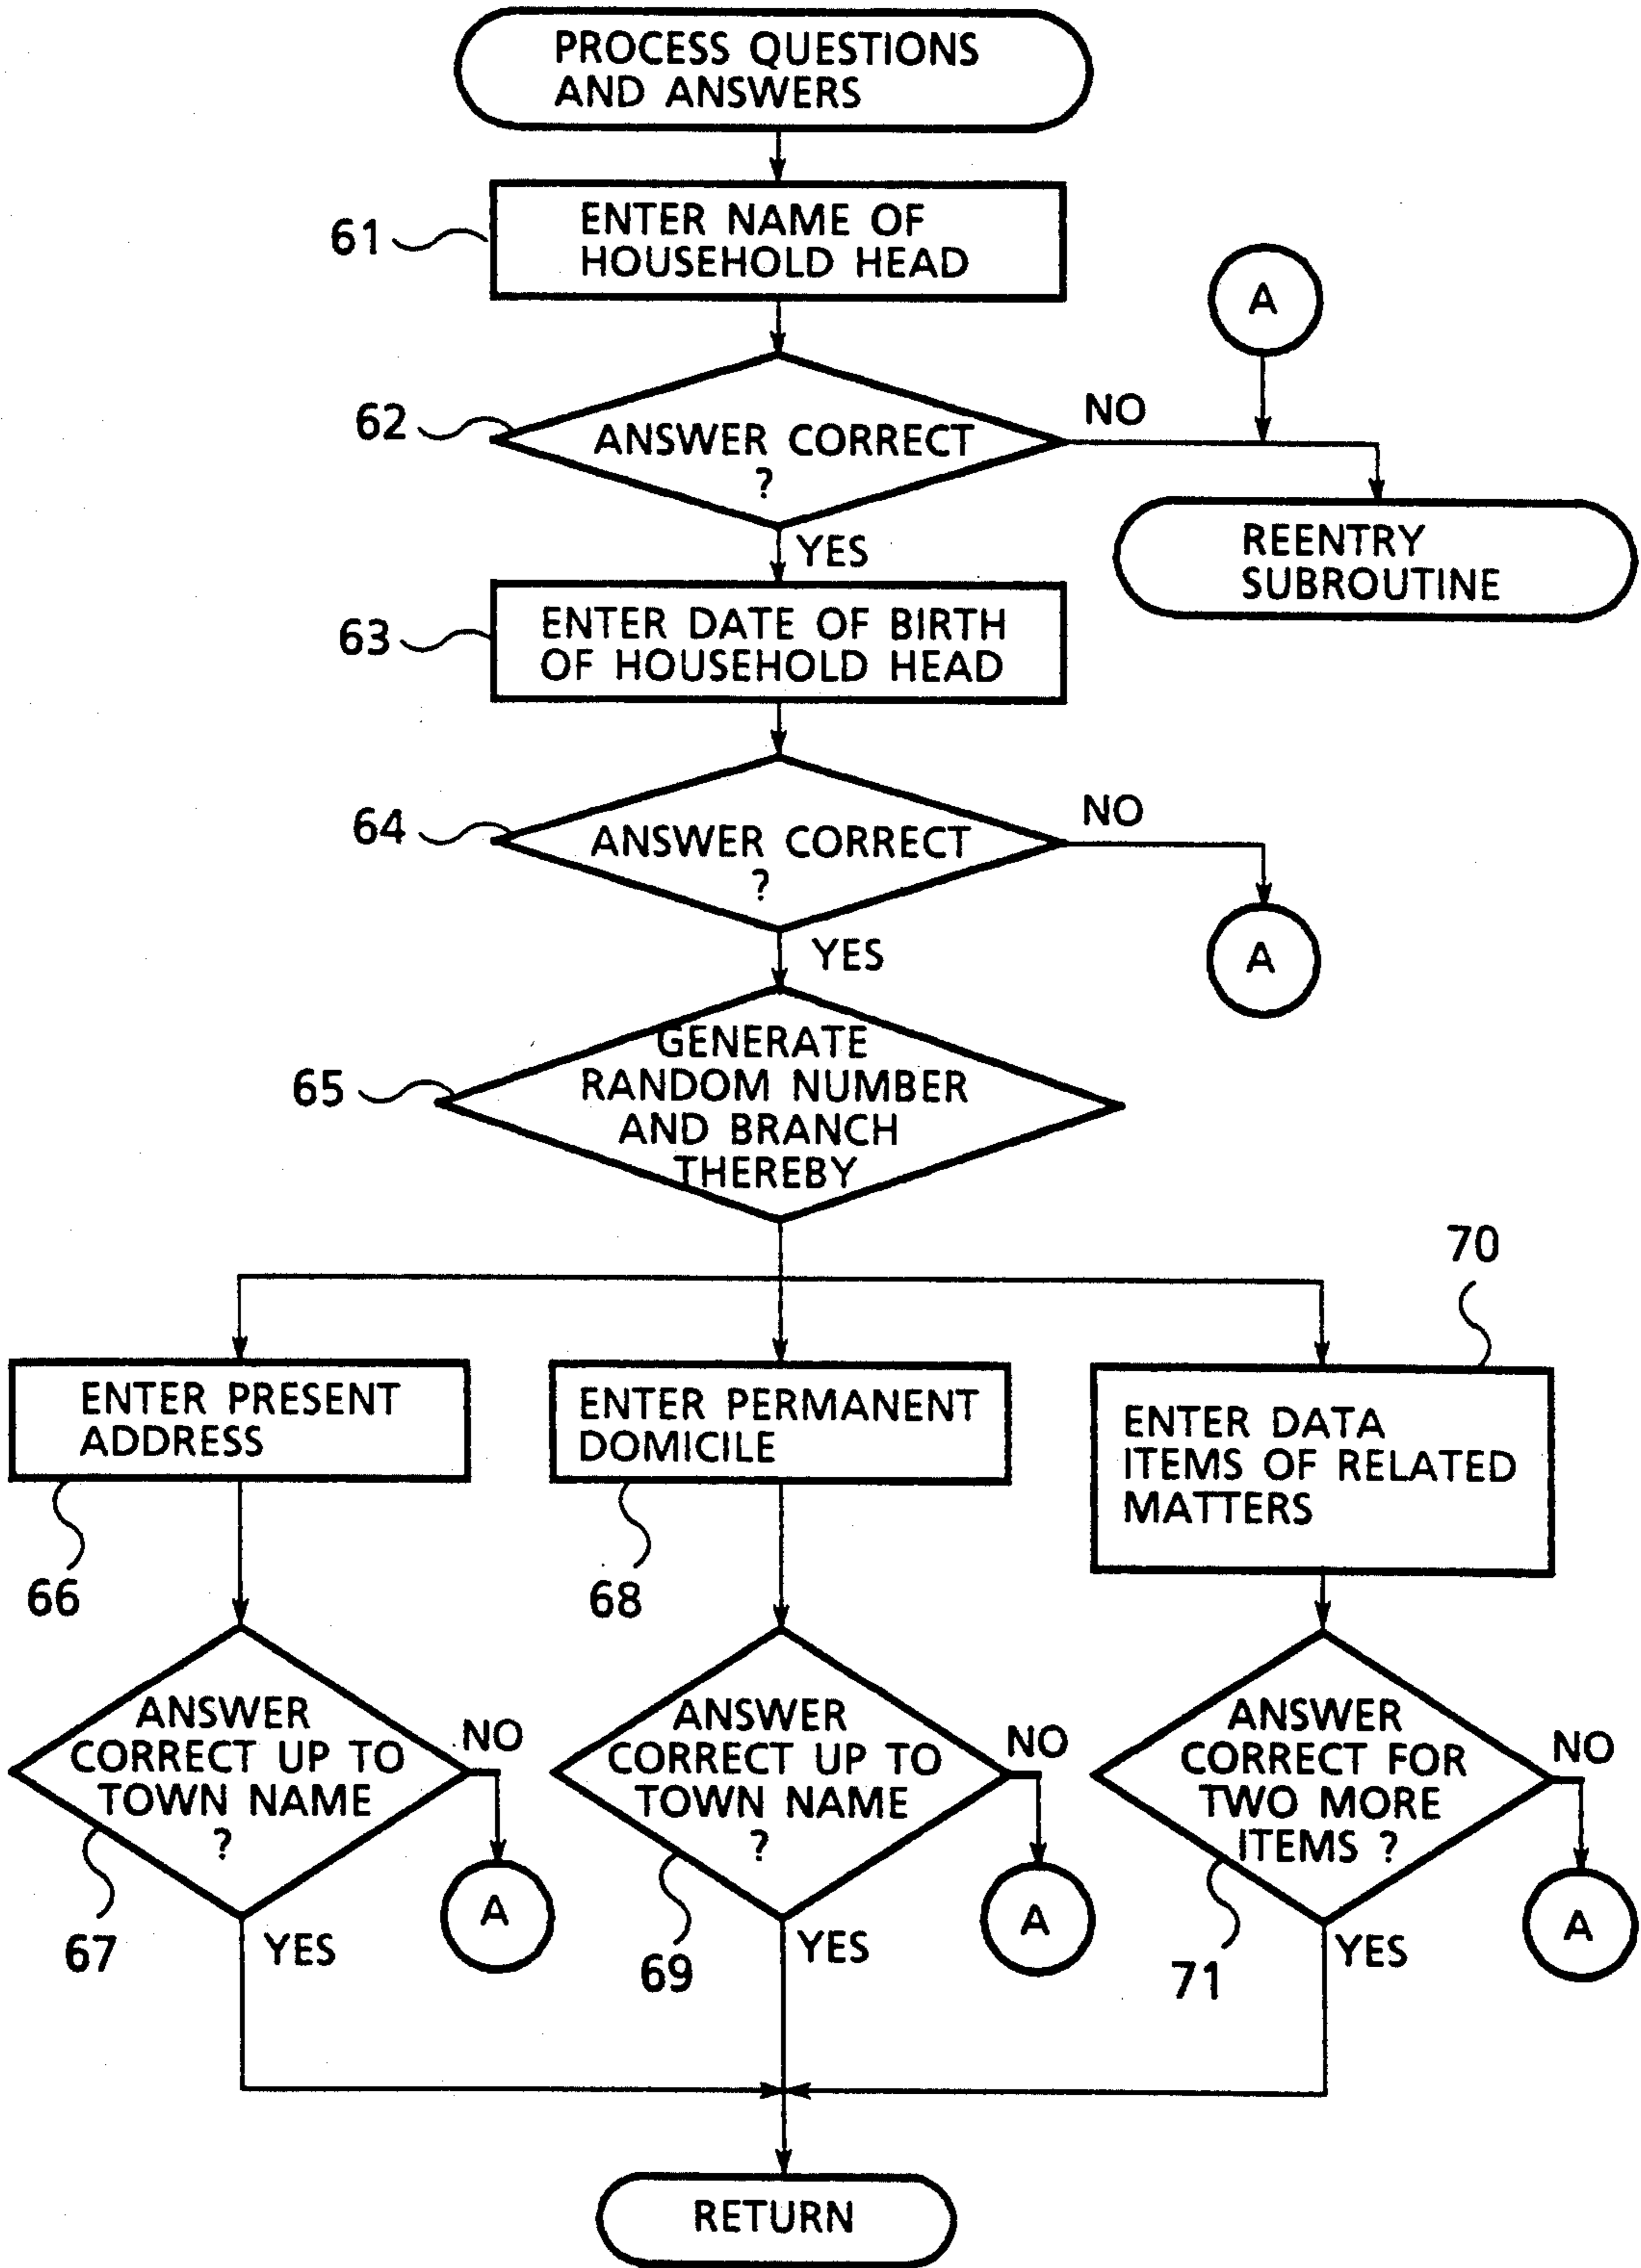 PROCESS QUESTIONS
AND ANSWERS
61
ENTER NAME OF
HOUSEHOLD HEAD
A
62
ANSWER CORRECT
?
NO
YES
REENTRY
SUBROUTINE
63
ENTER DATE OF BIRTH
OF HOUSEHOLD HEAD
64
ANSWER CORRECT
?
NO
A
YES
65
GENERATE
RANDOM NUMBER
AND BRANCH
THEREBY
70
ENTER PRESENT
ADDRESS
66
ENTER PERMANENT
DOMICILE
68
ENTER DATA
ITEMS OF RELATED
MATTERS
ANSWER
CORRECT UP TO
TOWN NAME
?
NO
A
67
YES
ANSWER
CORRECT UP TO
TOWN NAME
?
NO
A
69
YES
ANSWER
CORRECT FOR
TWO MORE
ITEMS ?
NO
A
71
YES
RETURN